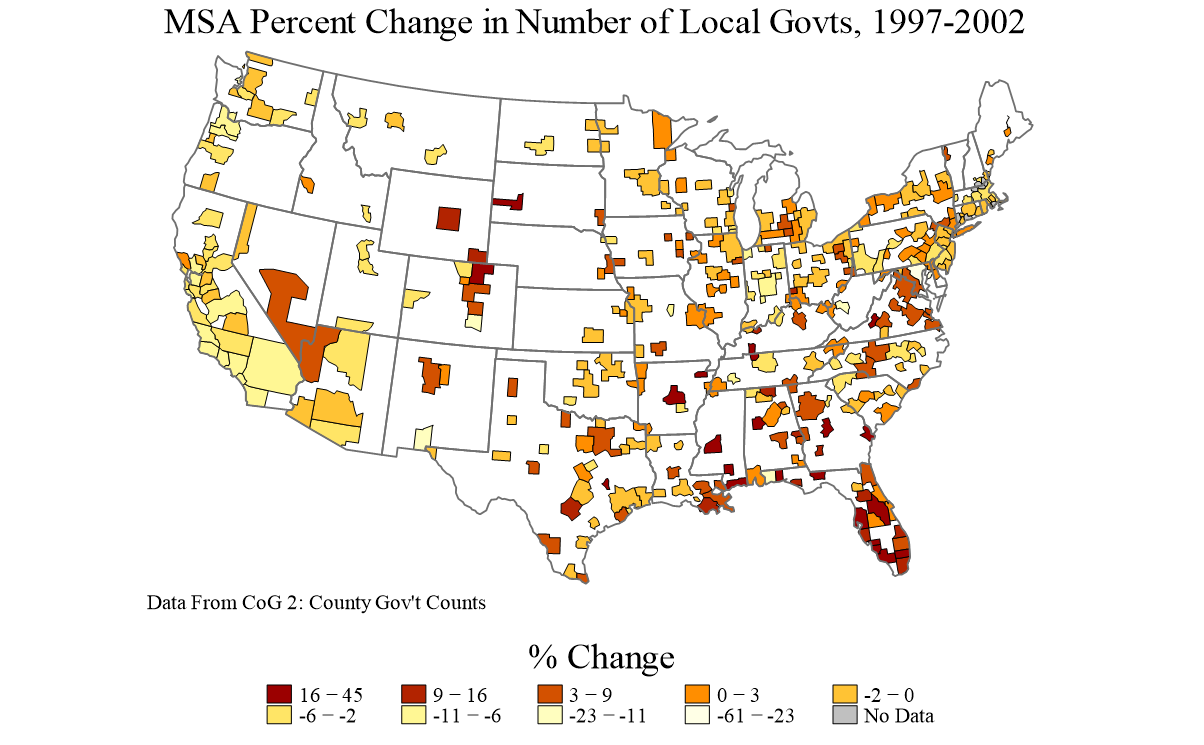 MSA Percent Change in Number of Local Govts, 1997-2002
Data From CoG 2: County Gov't Counts
% Change
16 − 45 9 − 16 3 − 9 0 − 3 -2 − 0
-6 − -2 -11 − -6 -23 − -11 -61 − -23 No Data